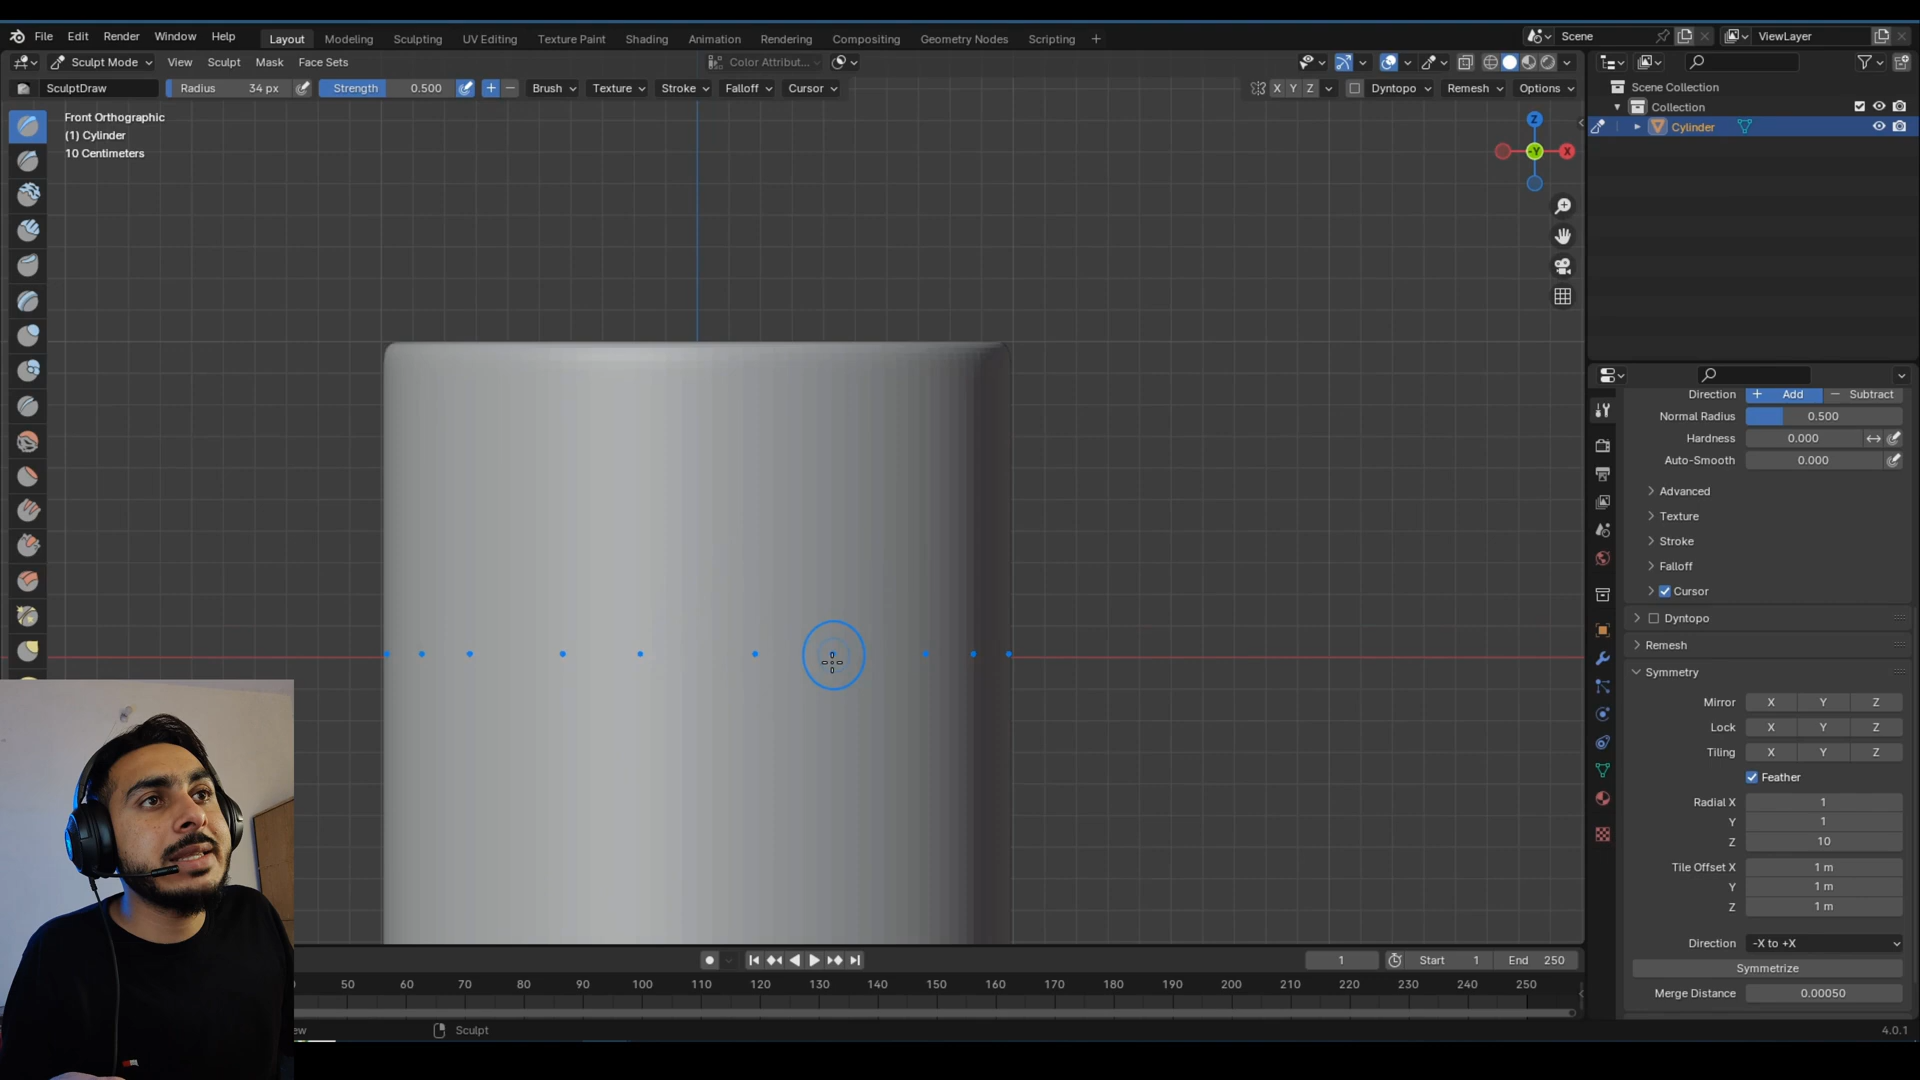 File Edit Render Window Help Layout Modeling Sculpting UV Editing Texture Paint Shading Animation Rendering Compositing Geometry Nodes Scripting + Scene ViewLayer
Sculpt Mode View Sculpt Mask Face Sets Color Attribut...
SculptDraw Radius 34 px Strength 0.500 Brush Texture Stroke Falloff Cursor X Y Z Dyntopo Remesh Options
Front Orthographic
(1) Cylinder
10 Centimeters
Z
-Y X
Scene Collection
Collection
Cylinder
Direction + Add − Subtract
Normal Radius 0.500
Hardness 0.000
Auto-Smooth 0.000
Advanced
Texture
Stroke
Falloff
Cursor
Dyntopo
Remesh
Symmetry
Mirror X Y Z
Lock X Y Z
Tiling X Y Z
Feather
Radial X 1
Y 1
Z 10
Tile Offset X 1 m
Y 1 m
Z 1 m
Direction -X to +X
Symmetrize
Merge Distance 0.00050
1 Start 1 End 250
50 60 70 80 90 100 110 120 130 140 150 160 170 180 190 200 210 220 230 240 250
ew Sculpt 4.0.1